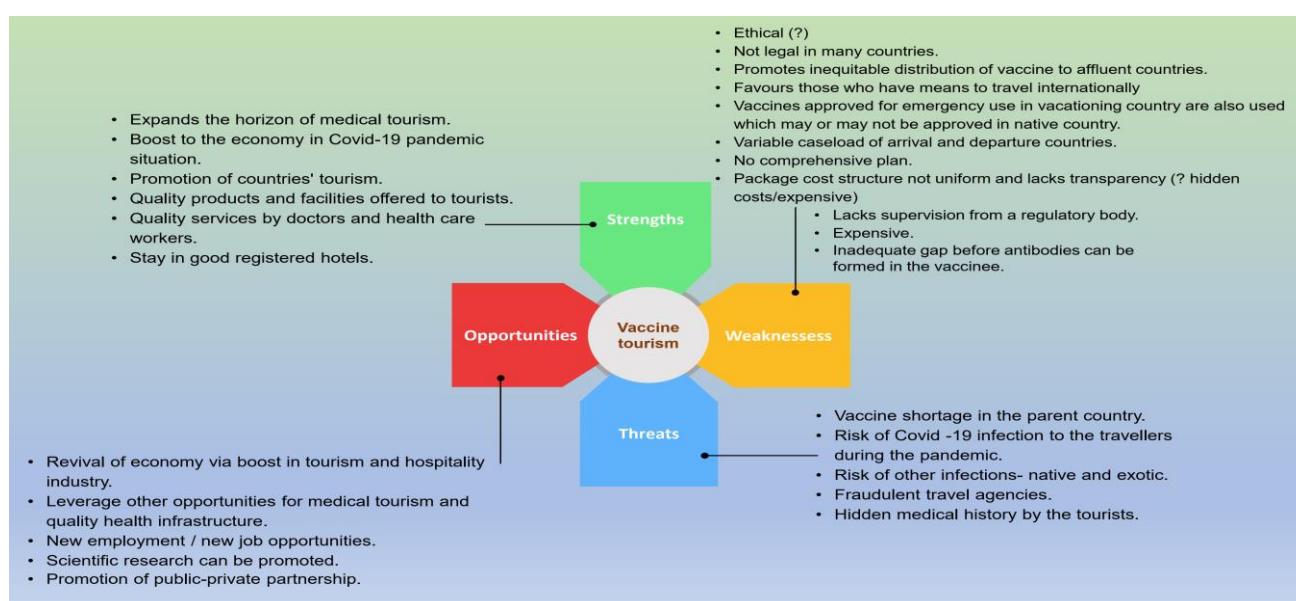 • Expands the horizon of medical tourism.
• Boost to the economy in Covid-19 pandemic
situation.
• Promotion of countries' tourism.
• Quality products and facilities offered to tourists.
• Quality services by doctors and health care
workers.
• Stay in good registered hotels.
Strengths
• Ethical (?)
• Not legal in many countries.
• Promotes inequitable distribution of vaccine to affluent countries.
• Favours those who have means to travel internationally
• Vaccines approved for emergency use in vacationing country are also used
which may or may not be approved in native country.
• Variable caseload of arrival and departure countries.
• No comprehensive plan.
• Package cost structure not uniform and lacks transparency (? hidden
costs/expensive)
• Lacks supervision from a regulatory body.
• Expensive.
• Inadequate gap before antibodies can be
formed in the vaccinee.
Opportunities
Vaccine
tourism
Weaknessess
Threats
• Revival of economy via boost in tourism and hospitality
industry.
• Leverage other opportunities for medical tourism and
quality health infrastructure.
• New employment / new job opportunities.
• Scientific research can be promoted.
• Promotion of public-private partnership.
• Vaccine shortage in the parent country.
• Risk of Covid -19 infection to the travellers
during the pandemic.
• Risk of other infections- native and exotic.
• Fraudulent travel agencies.
• Hidden medical history by the tourists.